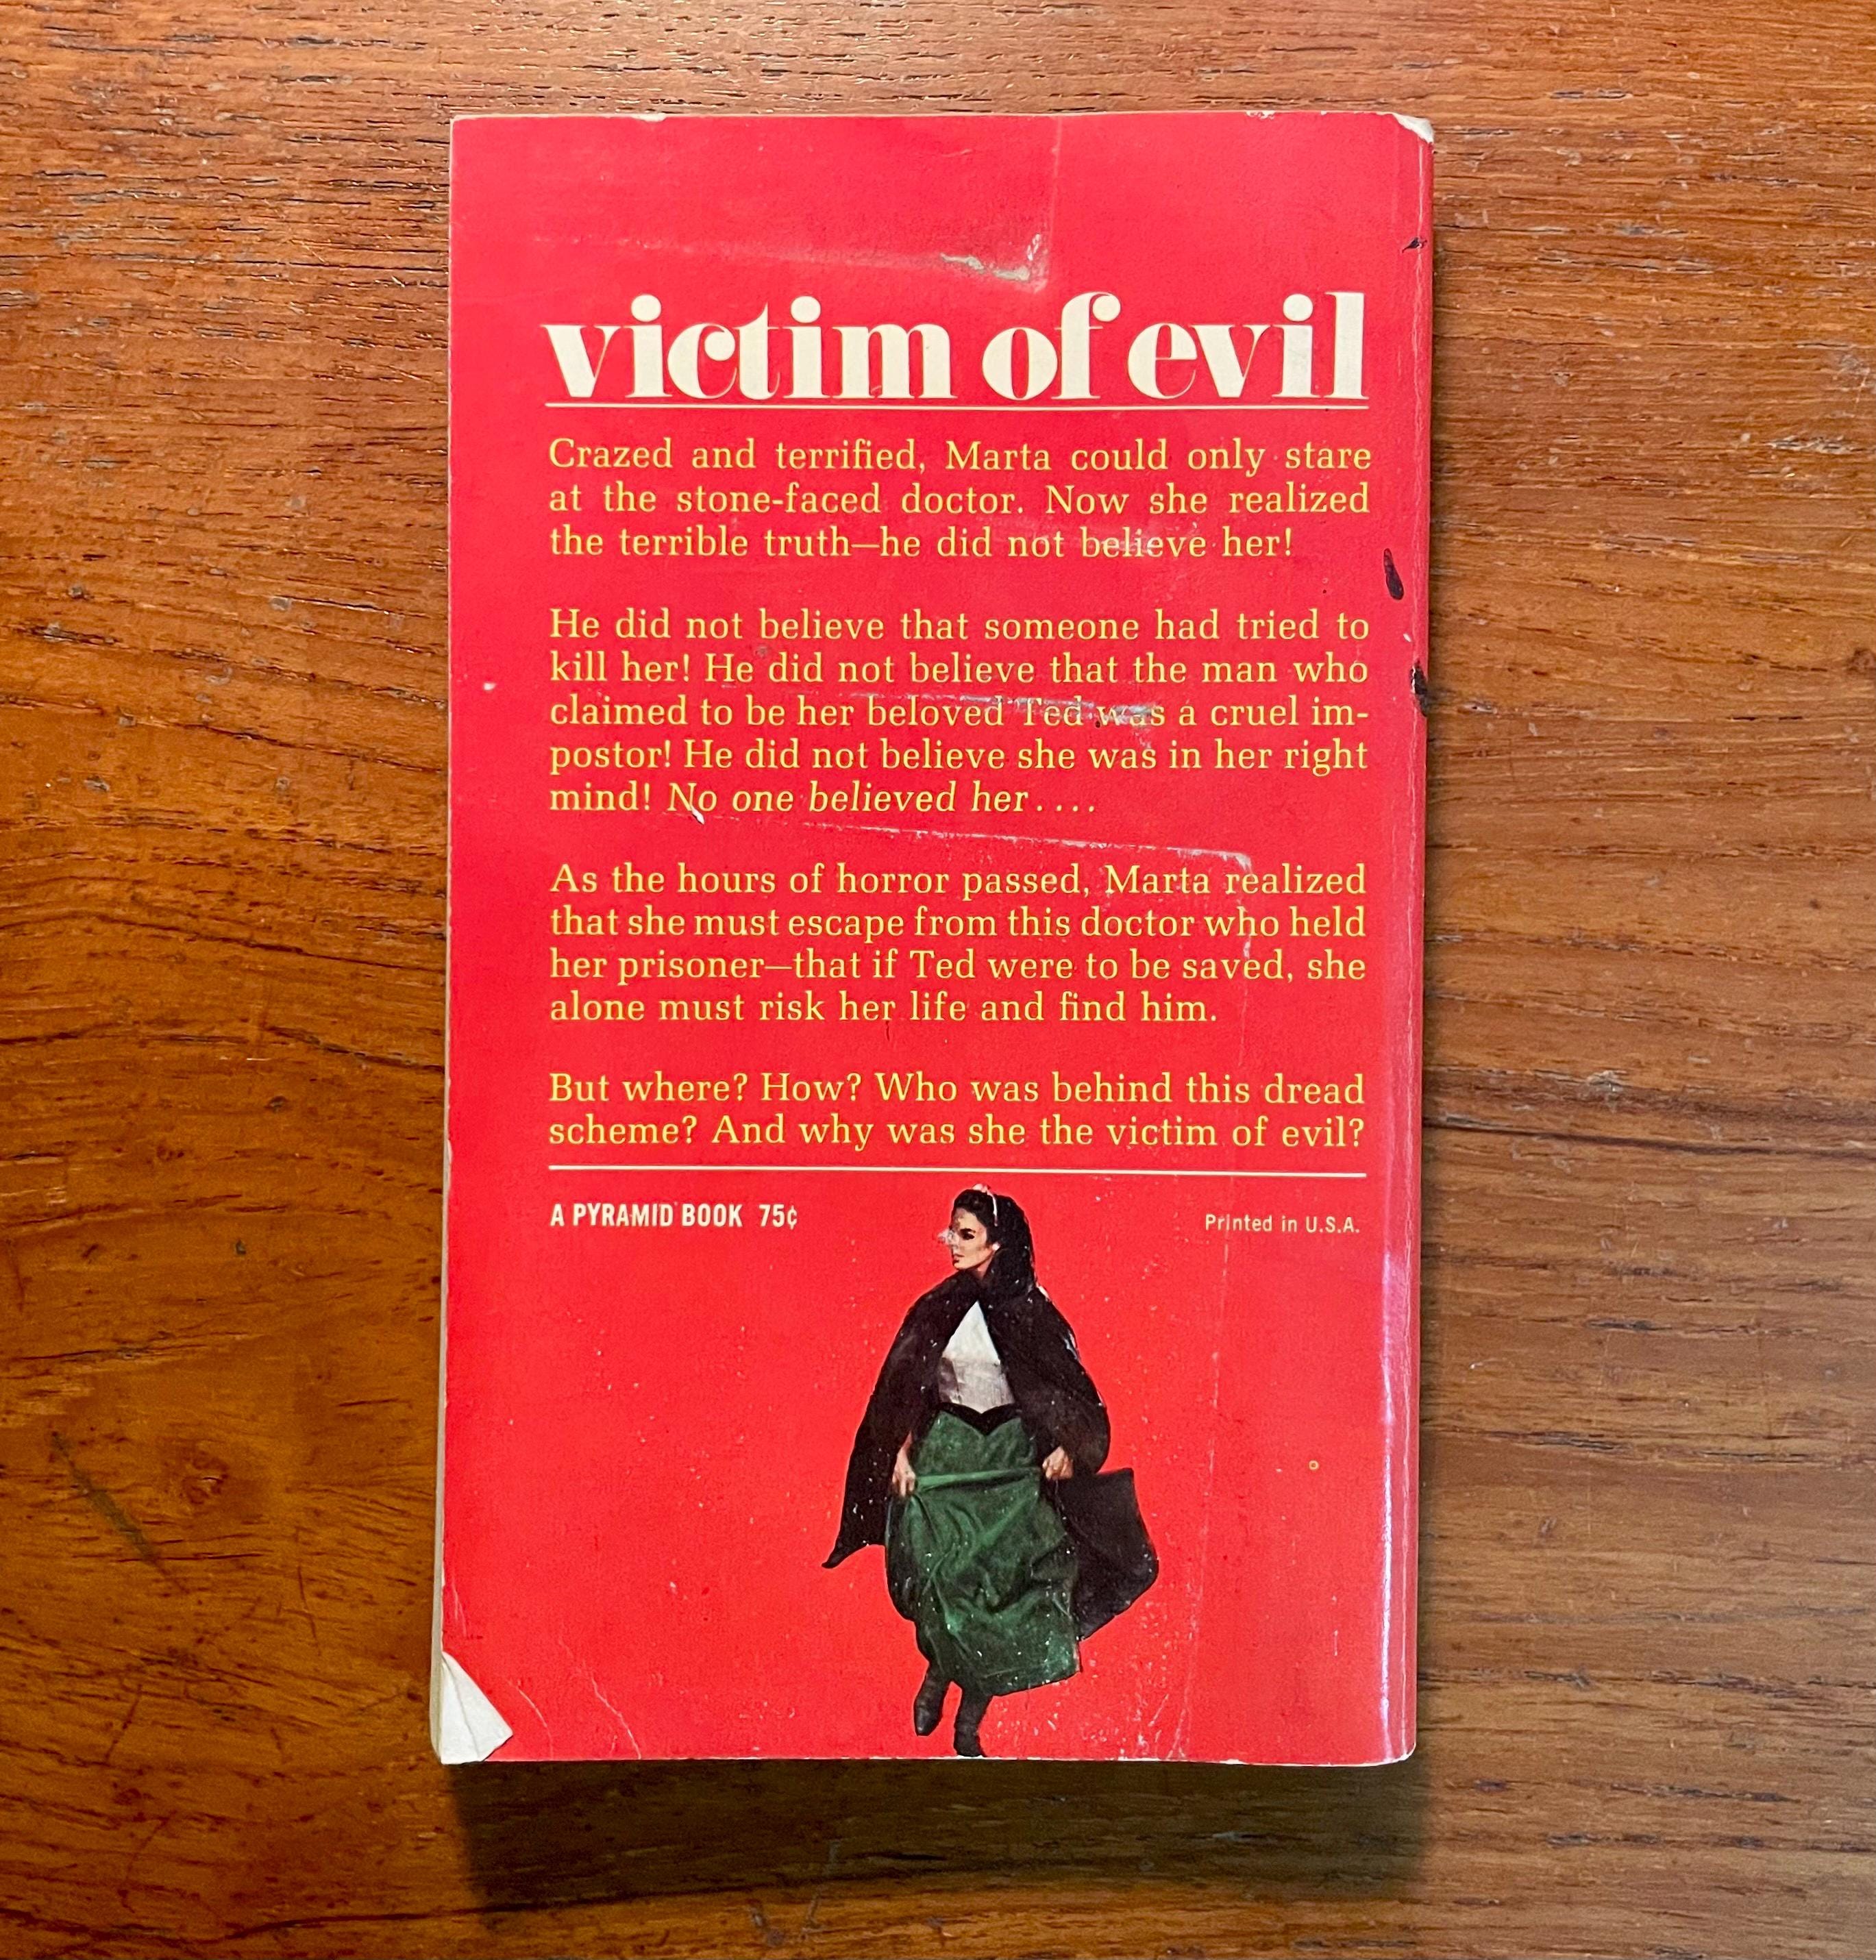 victim of evil
Crazed and terrified, Marta could only stare
at the stone-faced doctor. Now she realized
the terrible truth—he did not believe her!
He did not believe that someone had tried to
kill her! He did not believe that the man who
claimed to be her beloved Ted was a cruel im-
postor! He did not believe she was in her right
mind! No one believed her....
As the hours of horror passed, Marta realized
that she must escape from this doctor who held
her prisoner—that if Ted were to be saved, she
alone must risk her life and find him.
But where? How? Who was behind this dread
scheme? And why was she the victim of evil?
A PYRAMID BOOK 75¢
Printed in U.S.A.